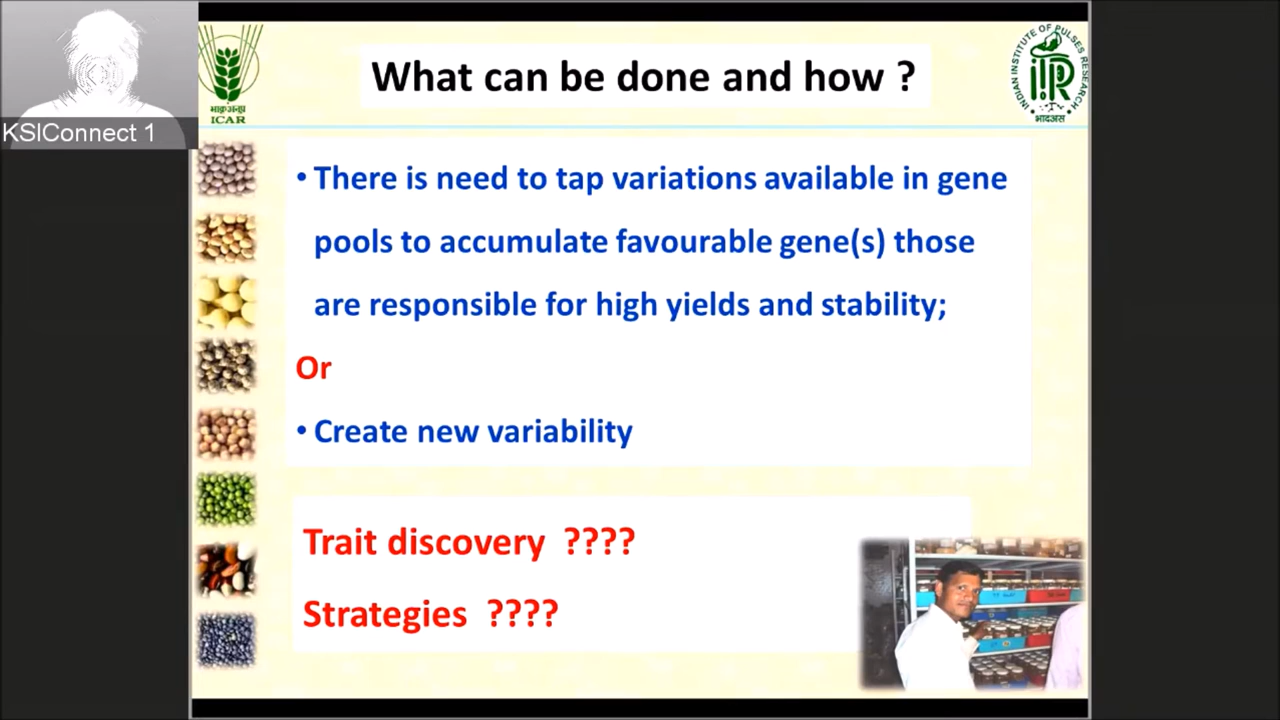 KSIConnect 1
What can be done and how ?
ICAR
INDIAN INSTITUTE OF PULSES RESEARCH
• There is need to tap variations available in gene
pools to accumulate favourable gene(s) those
are responsible for high yields and stability;
Or
• Create new variability
Trait discovery ????
Strategies ????